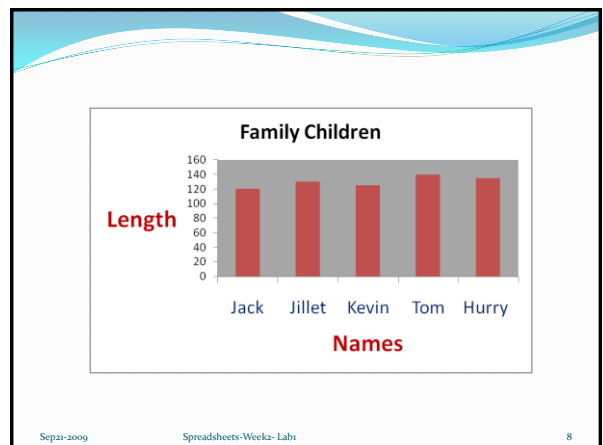 Family Children
160
140
120
100
80
60
40
20
0
Length
Jack Jillet Kevin Tom Hurry
Names
Sep21-2009 Spreadsheets-Week2- Lab1 8